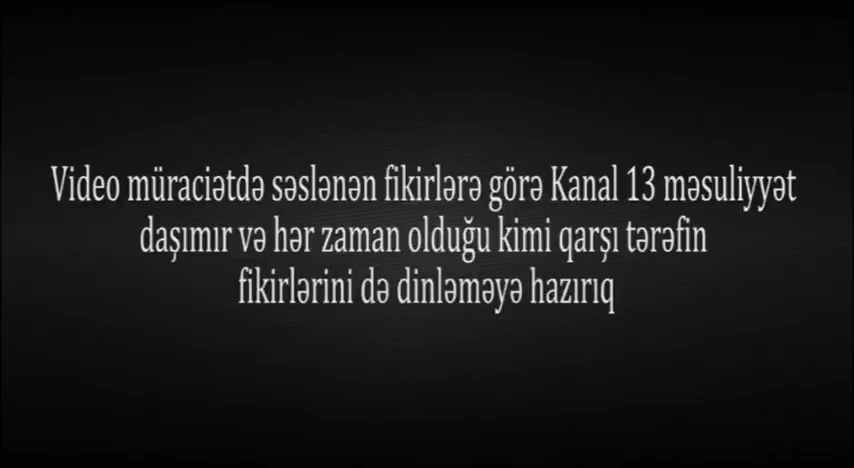 Video müraciətdə səslənən fikirlərə görə Kanal 13 məsuliyyət
daşımır və hər zaman olduğu kimi qarşı tərəfin
fikirlərini də dinləməyə hazırıq